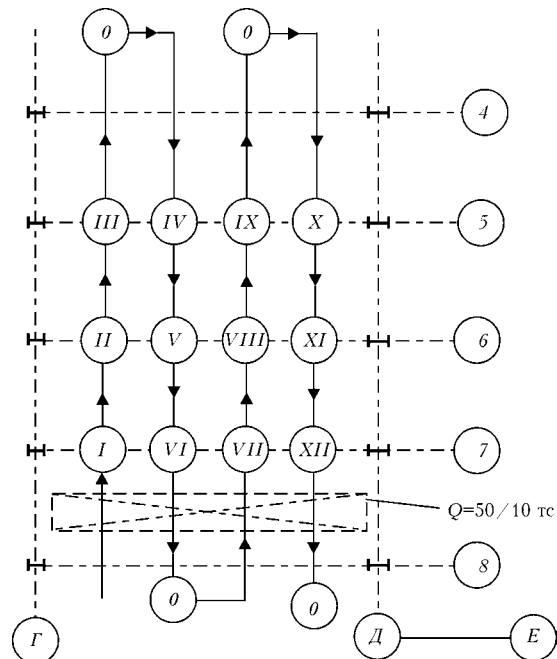 0 0
4
III IV IX X 5
II V VIII XI 6
I VI VII XII 7
Q=50/10 тс
8
0 0
Г Д Е